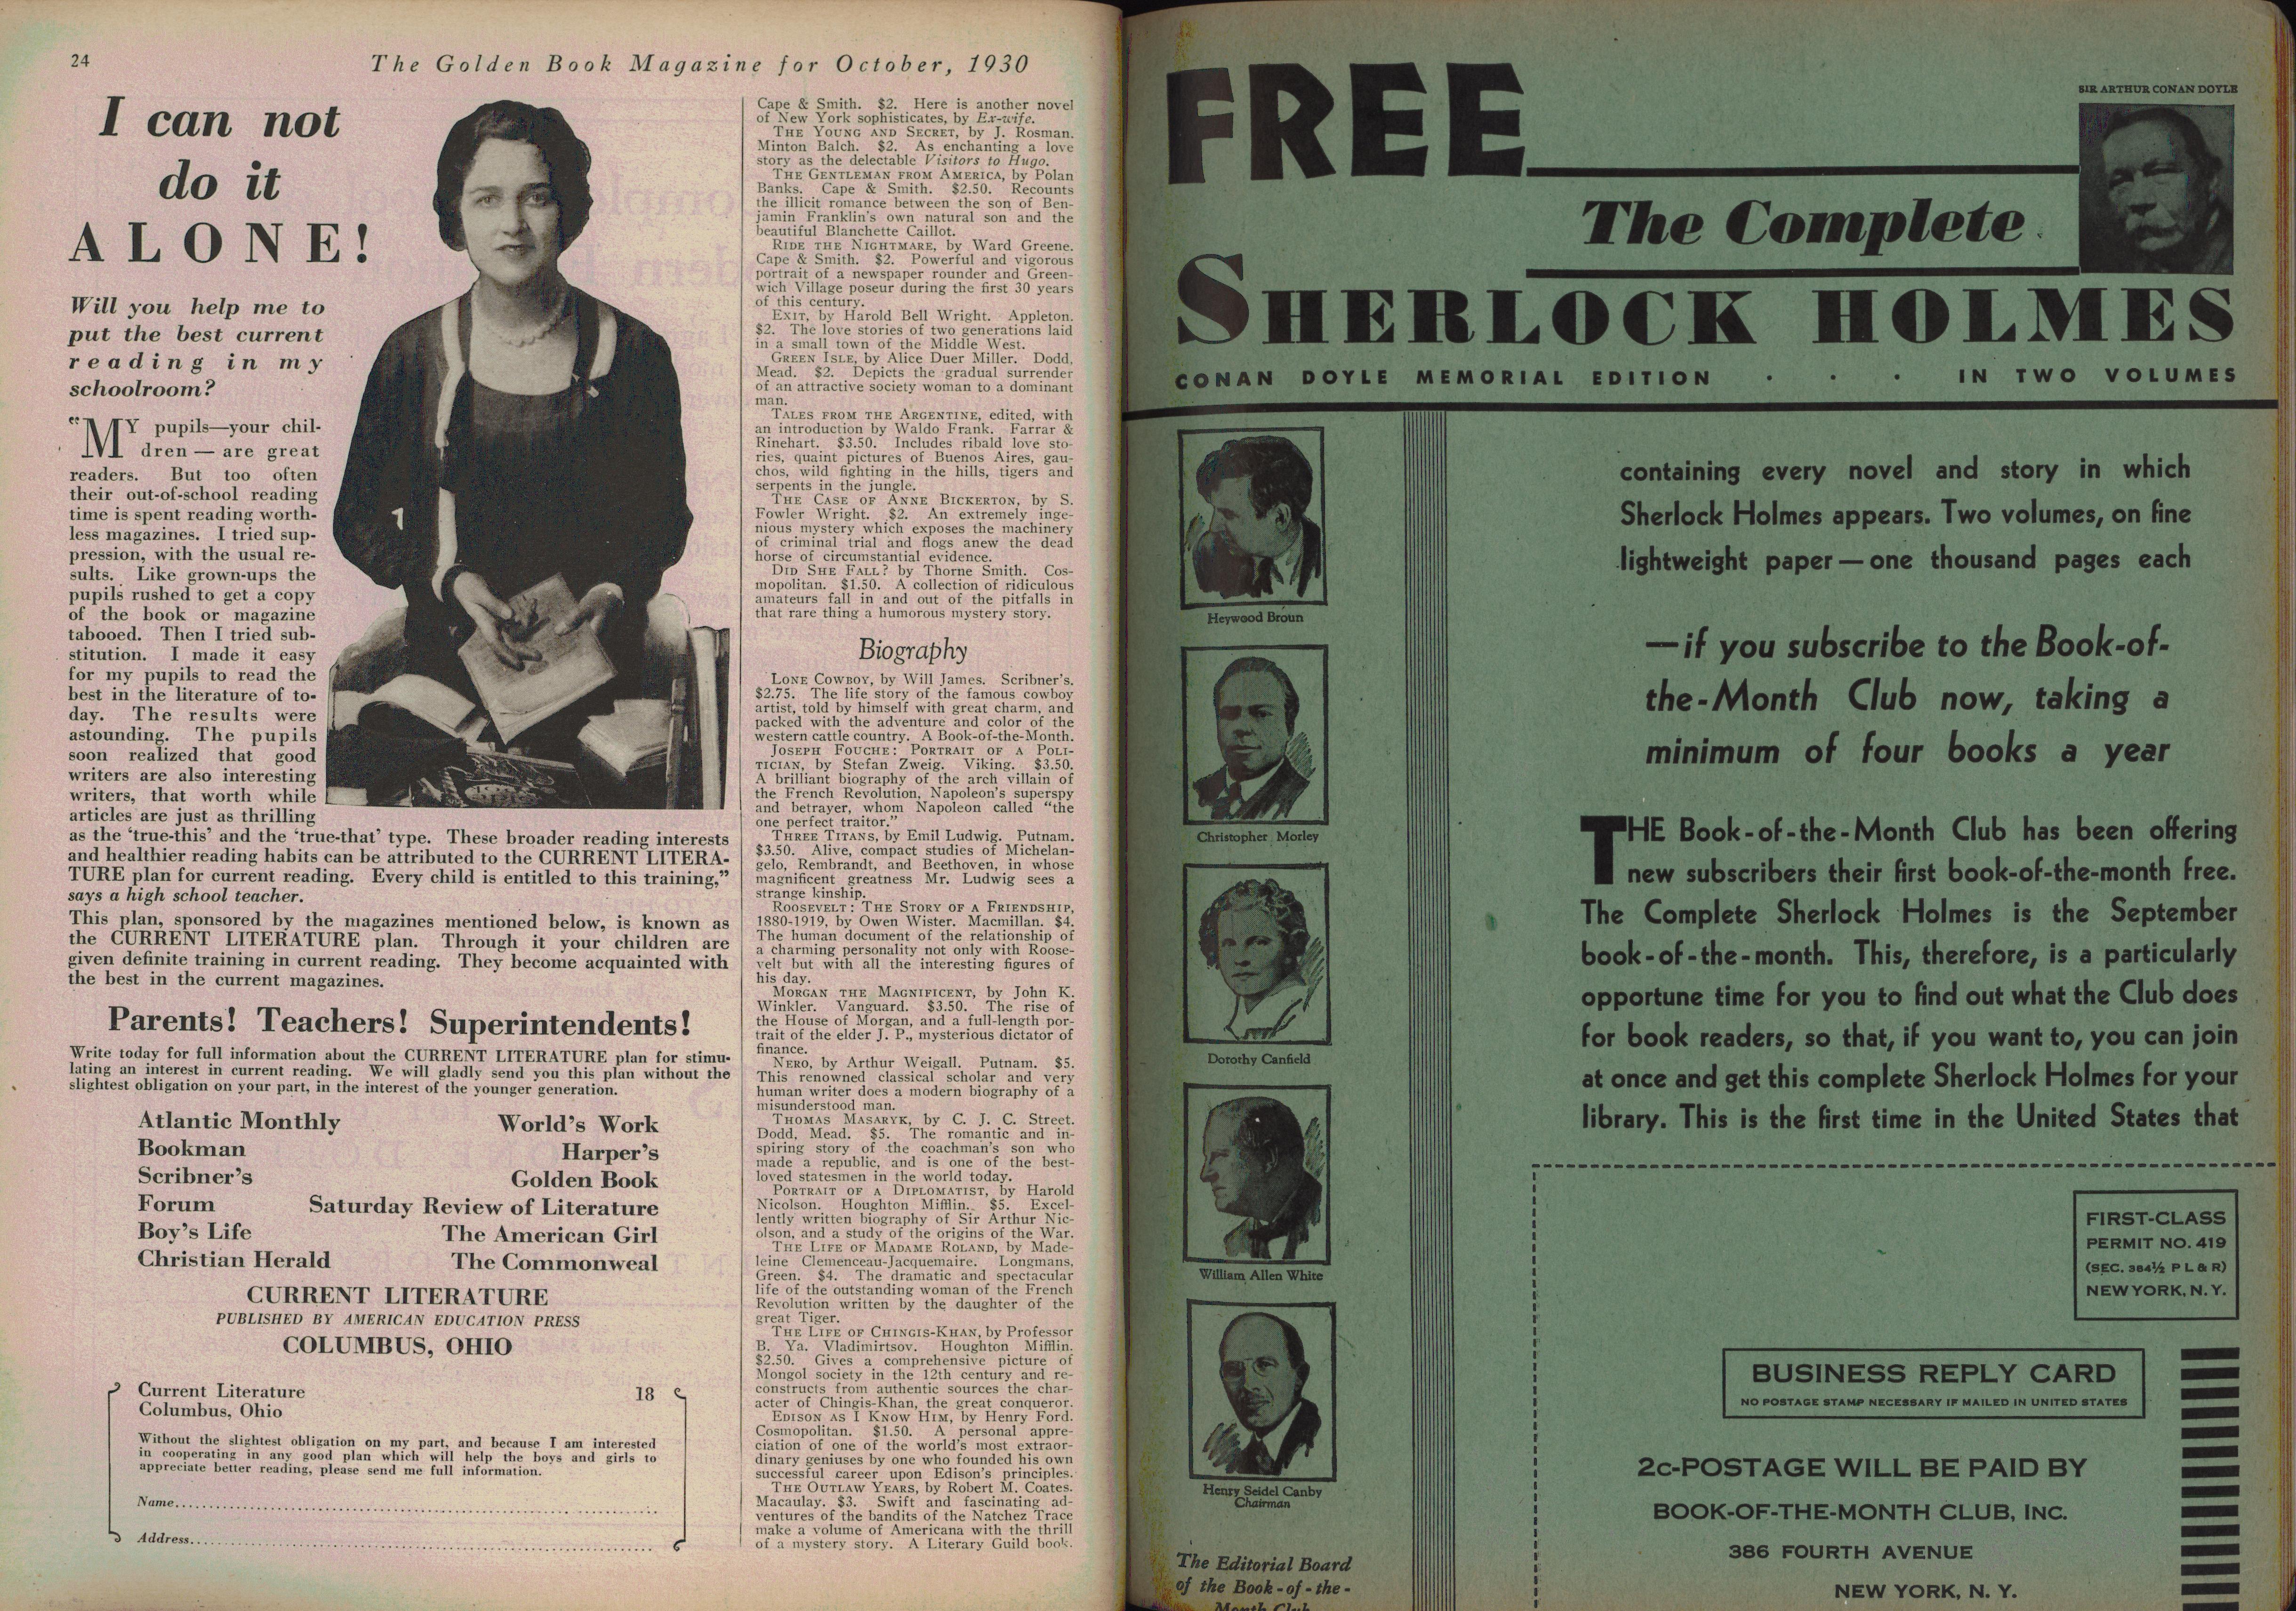 24
The Golden Book Magazine for October, 1930
I can not
do it
ALONE!
Will you help me to
put the best current
reading in my
schoolroom?
"MY pupils—your chil-
dren — are great
readers. But too often
their out-of-school reading
time is spent reading worth-
less magazines. I tried sup-
pression, with the usual re-
sults. Like grown-ups the
pupils rushed to get a copy
of the book or magazine
tabooed. Then I tried sub-
stitution. I made it easy
for my pupils to read the
best in the literature of to-
day. The results were
astounding. The pupils
soon realized that good
writers are also interesting
writers, that worth while
articles are just as thrilling
as the 'true-this' and the 'true-that' type. These broader reading interests
and healthier reading habits can be attributed to the CURRENT LITERA-
TURE plan for current reading. Every child is entitled to this training,"
says a high school teacher.
This plan, sponsored by the magazines mentioned below, is known as
the CURRENT LITERATURE plan. Through it your children are
given definite training in current reading. They become acquainted with
the best in the current magazines.
Parents! Teachers! Superintendents!
Write today for full information about the CURRENT LITERATURE plan for stimu-
lating an interest in current reading. We will gladly send you this plan without the
slightest obligation on your part, in the interest of the younger generation.
Atlantic Monthly World's Work
Bookman Harper's
Scribner's Golden Book
Forum Saturday Review of Literature
Boy's Life The American Girl
Christian Herald The Commonweal
CURRENT LITERATURE
PUBLISHED BY AMERICAN EDUCATION PRESS
COLUMBUS, OHIO
Current Literature 18
Columbus, Ohio
Without the slightest obligation on my part, and because I am interested
in cooperating in any good plan which will help the boys and girls to
appreciate better reading, please send me full information.
Name
Address
Cape & Smith. $2. Here is another novel
of New York sophisticates, by Ex-wife.
THE YOUNG AND SECRET, by J. Rosman.
Minton Balch. $2. As enchanting a love
story as the delectable Visitors to Hugo.
THE GENTLEMAN FROM AMERICA, by Polan
Banks. Cape & Smith. $2.50. Recounts
the illicit romance between the son of Ben-
jamin Franklin's own natural son and the
beautiful Blanchette Caillot.
RIDE THE NIGHTMARE, by Ward Greene.
Cape & Smith. $2. Powerful and vigorous
portrait of a newspaper rounder and Green-
wich Village poseur during the first 30 years
of this century.
EXIT, by Harold Bell Wright. Appleton.
$2. The love stories of two generations laid
in a small town of the Middle West.
GREEN ISLE, by Alice Duer Miller. Dodd,
Mead. $2. Depicts the gradual surrender
of an attractive society woman to a dominant
man.
TALES FROM THE ARGENTINE, edited, with
an introduction by Waldo Frank. Farrar &
Rinehart. $3.50. Includes ribald love sto-
ries, quaint pictures of Buenos Aires, gau-
chos, wild fighting in the hills, tigers and
serpents in the jungle.
THE CASE OF ANNE BICKERTON, by S.
Fowler Wright. $2. An extremely inge-
nious mystery which exposes the machinery
of criminal trial and flogs anew the dead
horse of circumstantial evidence.
DID SHE FALL? by Thorne Smith. Cos-
mopolitan. $1.50. A collection of ridiculous
amateurs fall in and out of the pitfalls in
that rare thing a humorous mystery story.
Biography
LONE COWBOY, by Will James. Scribner's.
$2.75. The life story of the famous cowboy
artist, told by himself with great charm, and
packed with the adventure and color of the
western cattle country. A Book-of-the-Month.
JOSEPH FOUCHE: PORTRAIT OF A POLI-
TICIAN, by Stefan Zweig. Viking. $3.50.
A brilliant biography of the arch villain of
the French Revolution, Napoleon's superspy
and betrayer, whom Napoleon called "the
one perfect traitor."
THREE TITANS, by Emil Ludwig. Putnam.
$3.50. Alive, compact studies of Michelan-
gelo, Rembrandt, and Beethoven, in whose
magnificent greatness Mr. Ludwig sees a
strange kinship.
ROOSEVELT: THE STORY OF A FRIENDSHIP,
1880-1919, by Owen Wister. Macmillan. $4.
The human document of the relationship of
a charming personality not only with Roose-
velt but with all the interesting figures of
his day.
MORGAN THE MAGNIFICENT, by John K.
Winkler. Vanguard. $3.50. The rise of
the House of Morgan, and a full-length por-
trait of the elder J. P., mysterious dictator of
finance.
NERO, by Arthur Weigall. Putnam. $5.
This renowned classical scholar and very
human writer does a modern biography of a
misunderstood man.
THOMAS MASARYK, by C. J. C. Street.
Dodd, Mead. $5. The romantic and in-
spiring story of the coachman's son who
made a republic, and is one of the best-
loved statesmen in the world today.
PORTRAIT OF A DIPLOMATIST, by Harold
Nicolson. Houghton Mifflin. $5. Excel-
lently written biography of Sir Arthur Nic-
olson, and a study of the origins of the War.
THE LIFE OF MADAME ROLAND, by Made-
leine Clemenceau-Jacquemaire. Longmans,
Green. $4. The dramatic and spectacular
life of the outstanding woman of the French
Revolution written by the daughter of the
great Tiger.
THE LIFE OF CHINGIS-KHAN, by Professor
B. Ya. Vladimirtsov. Houghton Mifflin.
$2.50. Gives a comprehensive picture of
Mongol society in the 12th century and re-
constructs from authentic sources the char-
acter of Chingis-Khan, the great conqueror.
EDISON AS I KNOW HIM, by Henry Ford.
Cosmopolitan. $1.50. A personal appre-
ciation of one of the world's most extraor-
dinary geniuses by one who founded his own
successful career upon Edison's principles.
THE OUTLAW YEARS, by Robert M. Coates.
Macaulay. $3. Swift and fascinating ad-
ventures of the bandits of the Natchez Trace
make a volume of Americana with the thrill
of a mystery story. A Literary Guild book.
FREE
SIR ARTHUR CONAN DOYLE
The Complete
SHERLOCK HOLMES
CONAN DOYLE MEMORIAL EDITION . . . IN TWO VOLUMES
Heywood Broun
Christopher Morley
Dorothy Canfield
William Allen White
Henry Seidel Canby
Chairman
The Editorial Board
of the Book-of-the-
Month Club
containing every novel and story in which
Sherlock Holmes appears. Two volumes, on fine
lightweight paper — one thousand pages each
—if you subscribe to the Book-of-
the-Month Club now, taking a
minimum of four books a year
THE Book-of-the-Month Club has been offering
new subscribers their first book-of-the-month free.
The Complete Sherlock Holmes is the September
book-of-the-month. This, therefore, is a particularly
opportune time for you to find out what the Club does
for book readers, so that, if you want to, you can join
at once and get this complete Sherlock Holmes for your
library. This is the first time in the United States that
FIRST-CLASS
PERMIT NO. 419
(SEC. 384½ P L & R)
NEW YORK, N. Y.
BUSINESS REPLY CARD
NO POSTAGE STAMP NECESSARY IF MAILED IN UNITED STATES
2c-POSTAGE WILL BE PAID BY
BOOK-OF-THE-MONTH CLUB, INC.
386 FOURTH AVENUE
NEW YORK, N. Y.